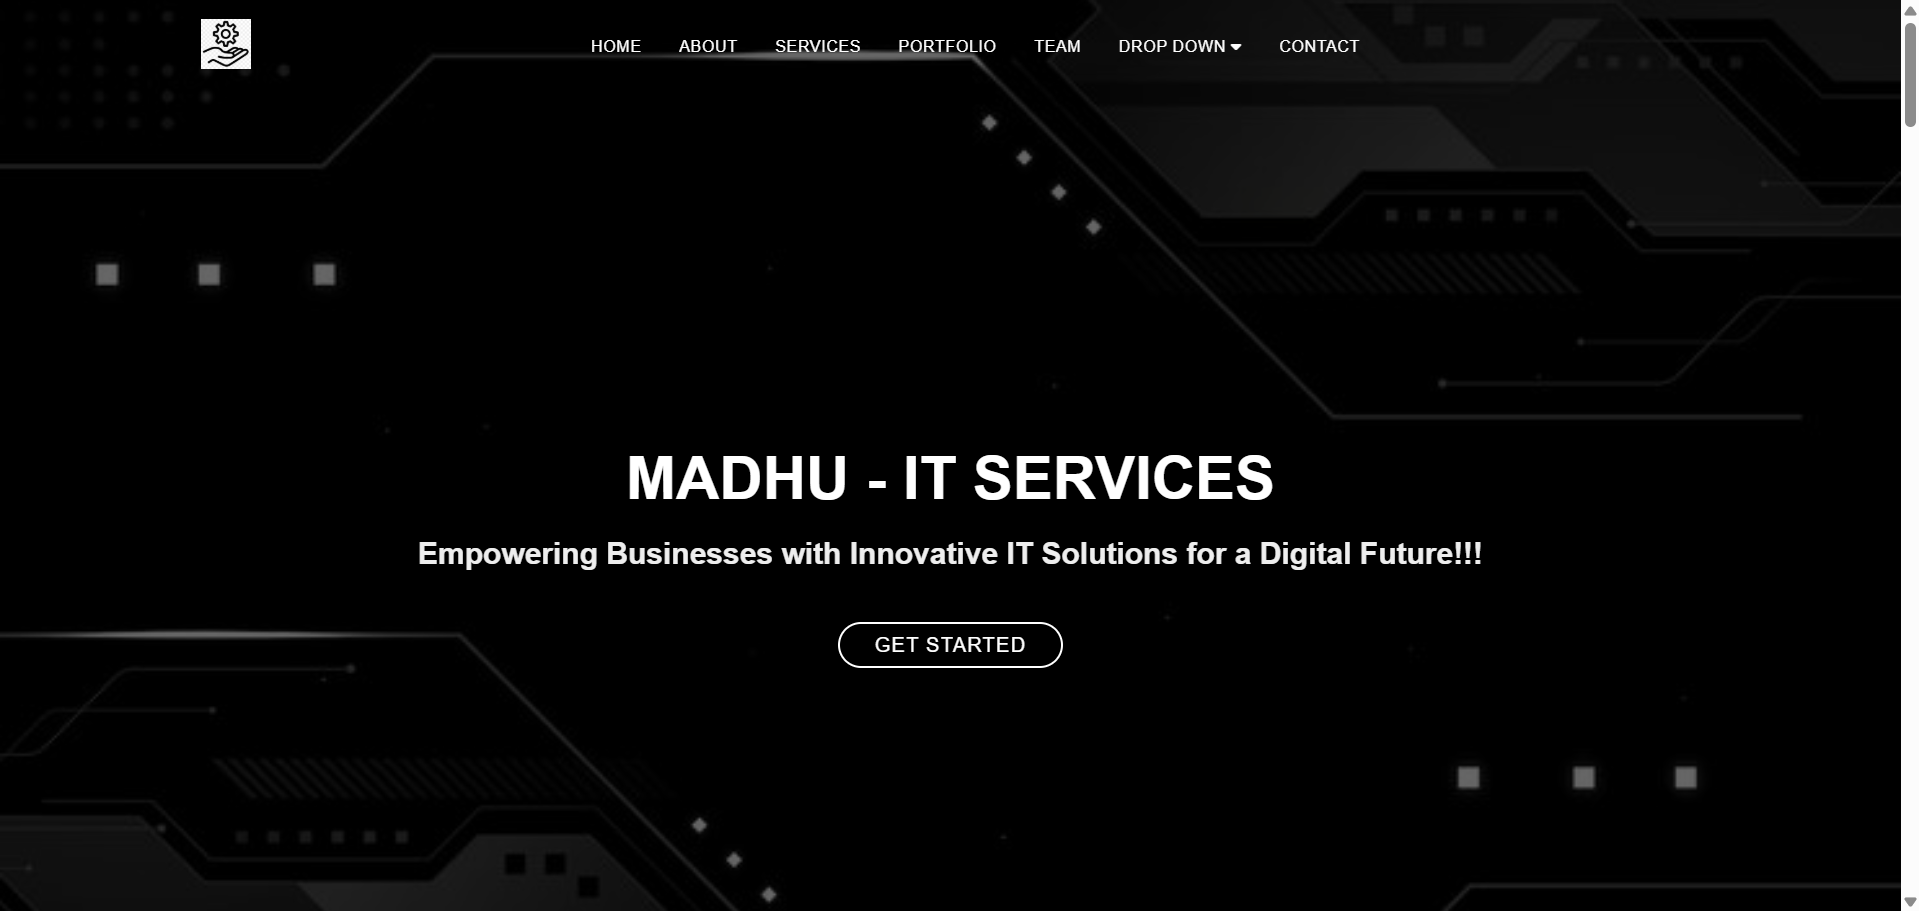 HOME ABOUT SERVICES PORTFOLIO TEAM DROP DOWN CONTACT
MADHU - IT SERVICES
Empowering Businesses with Innovative IT Solutions for a Digital Future!!!
GET STARTED